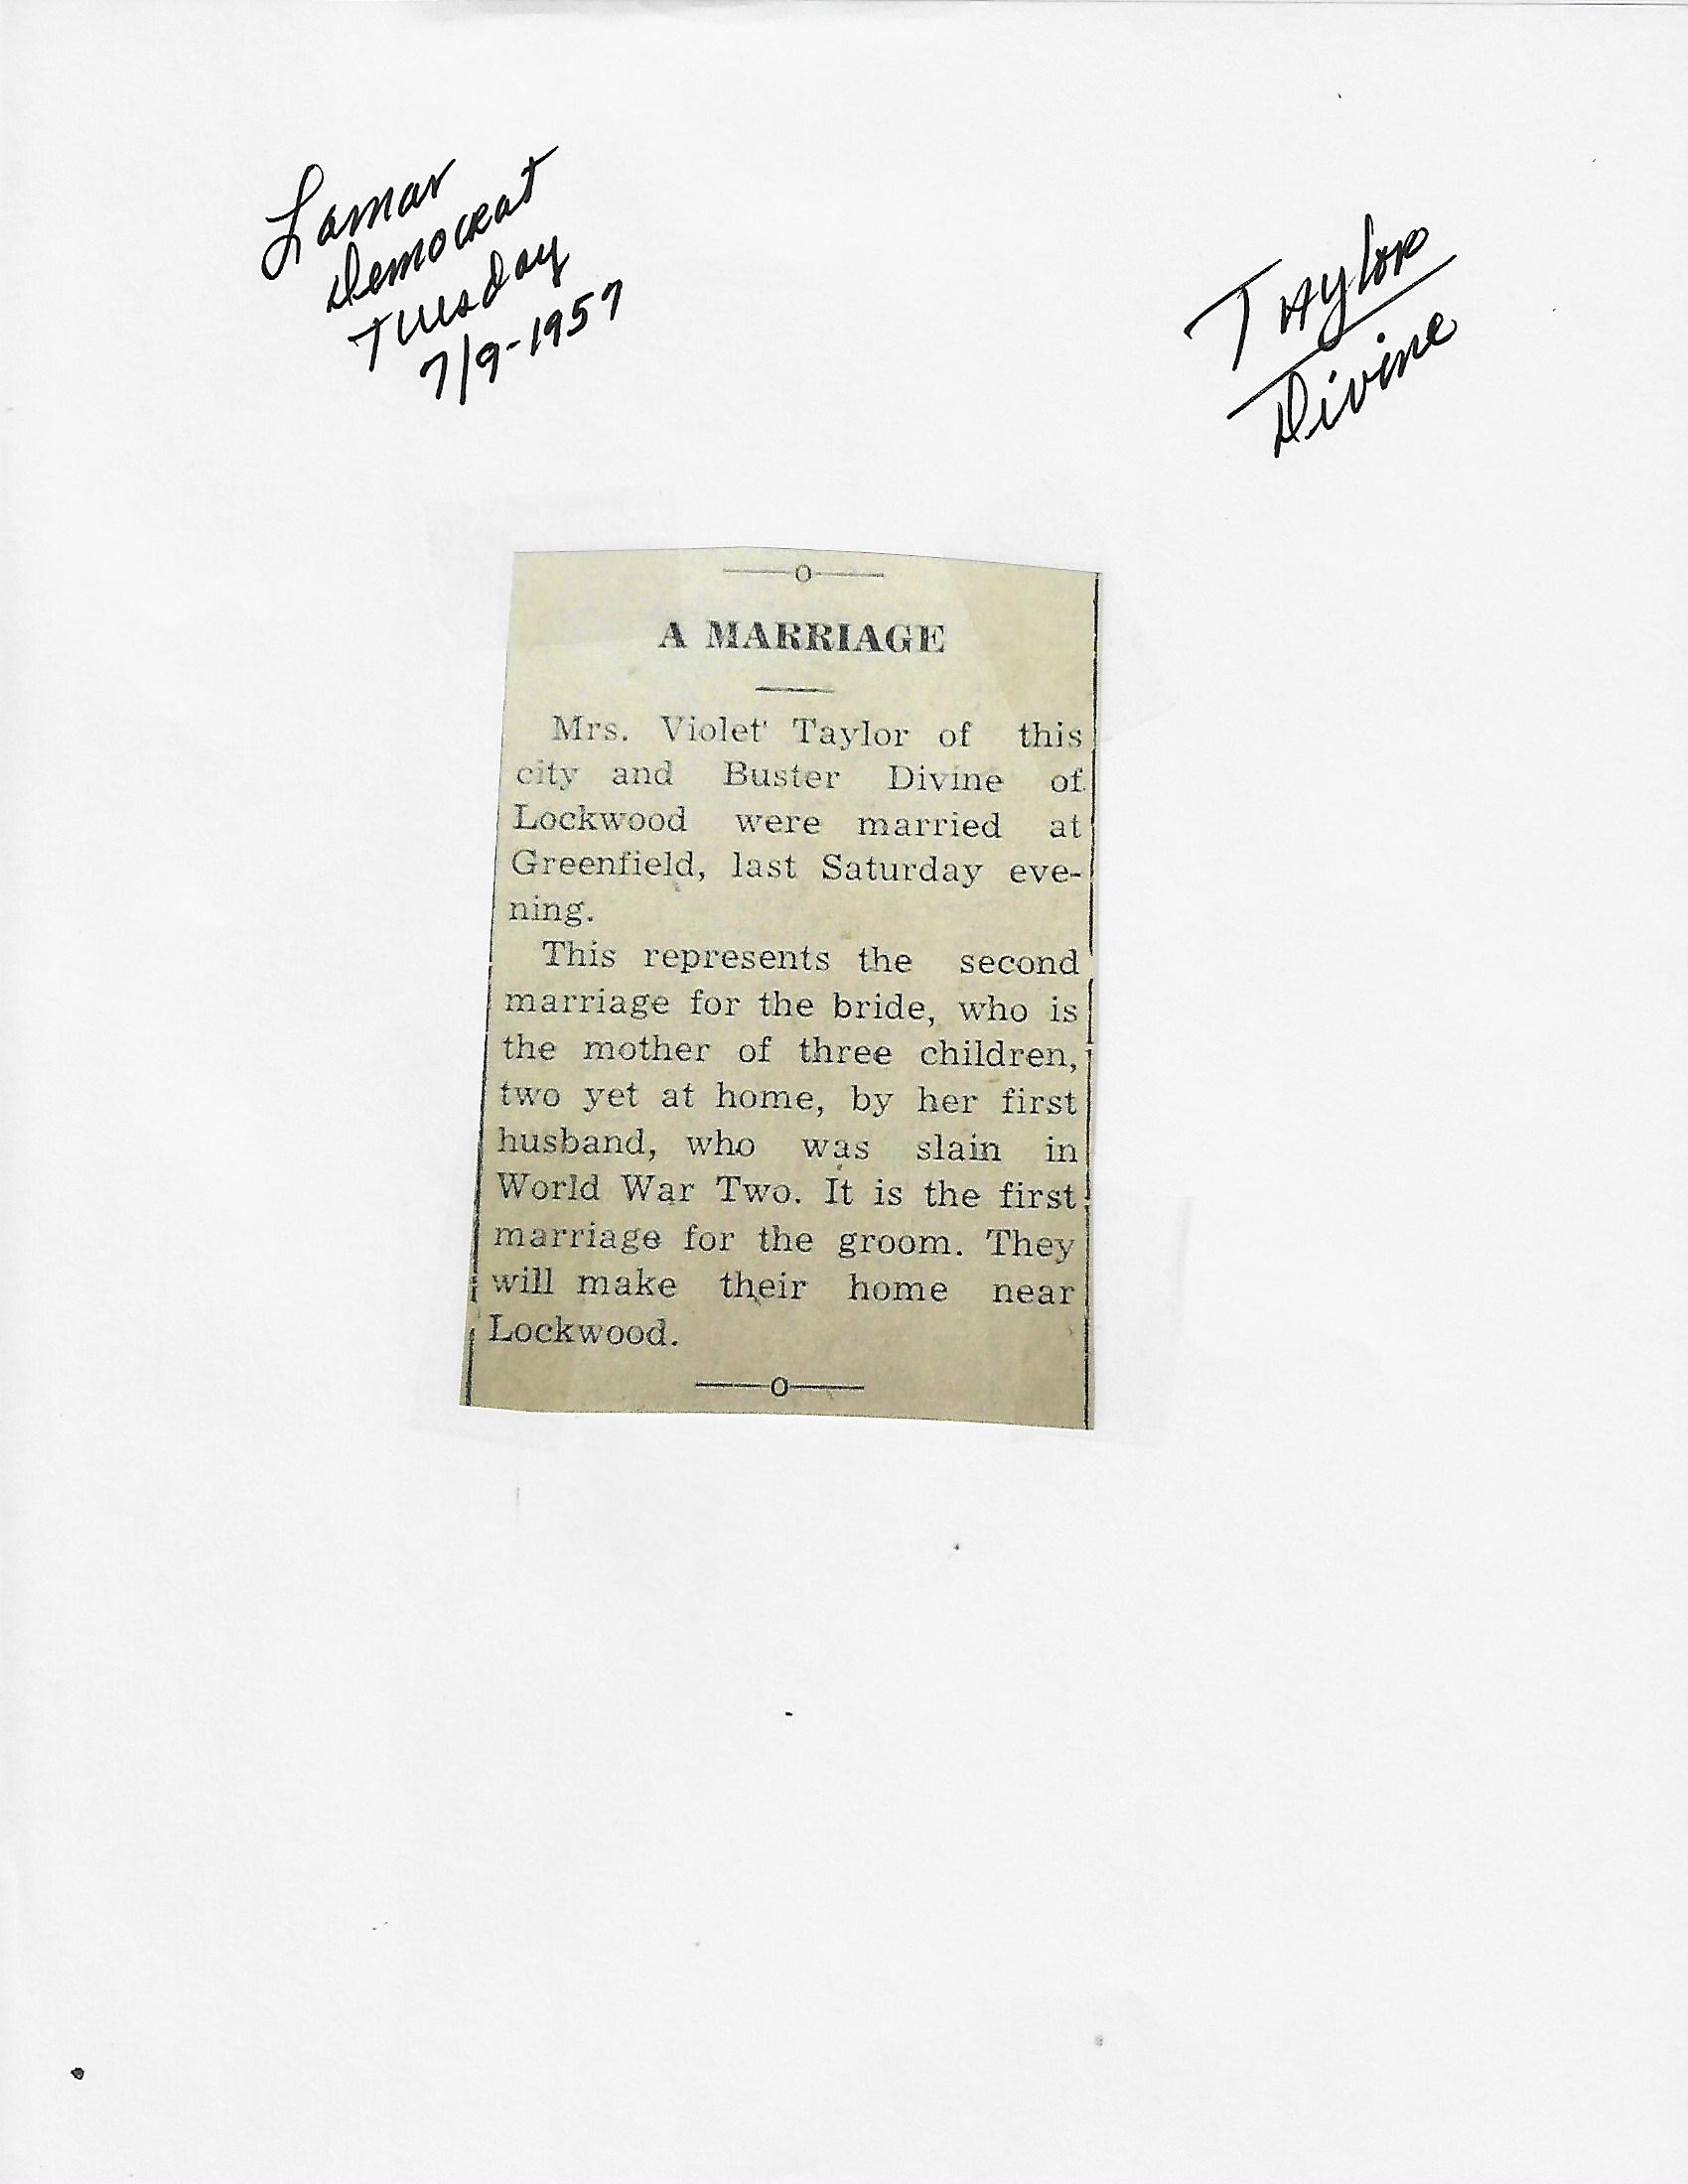 Lamar
Democrat
Tuesday
7/9-1957
Taylor
Divine
—o—
A MARRIAGE
Mrs. Violet Taylor of this
city and Buster Divine of
Lockwood were married at
Greenfield, last Saturday eve-
ning.
This represents the second
marriage for the bride, who is
the mother of three children,
two yet at home, by her first
husband, who was slain in
World War Two. It is the first
marriage for the groom. They
will make their home near
Lockwood.
—o—